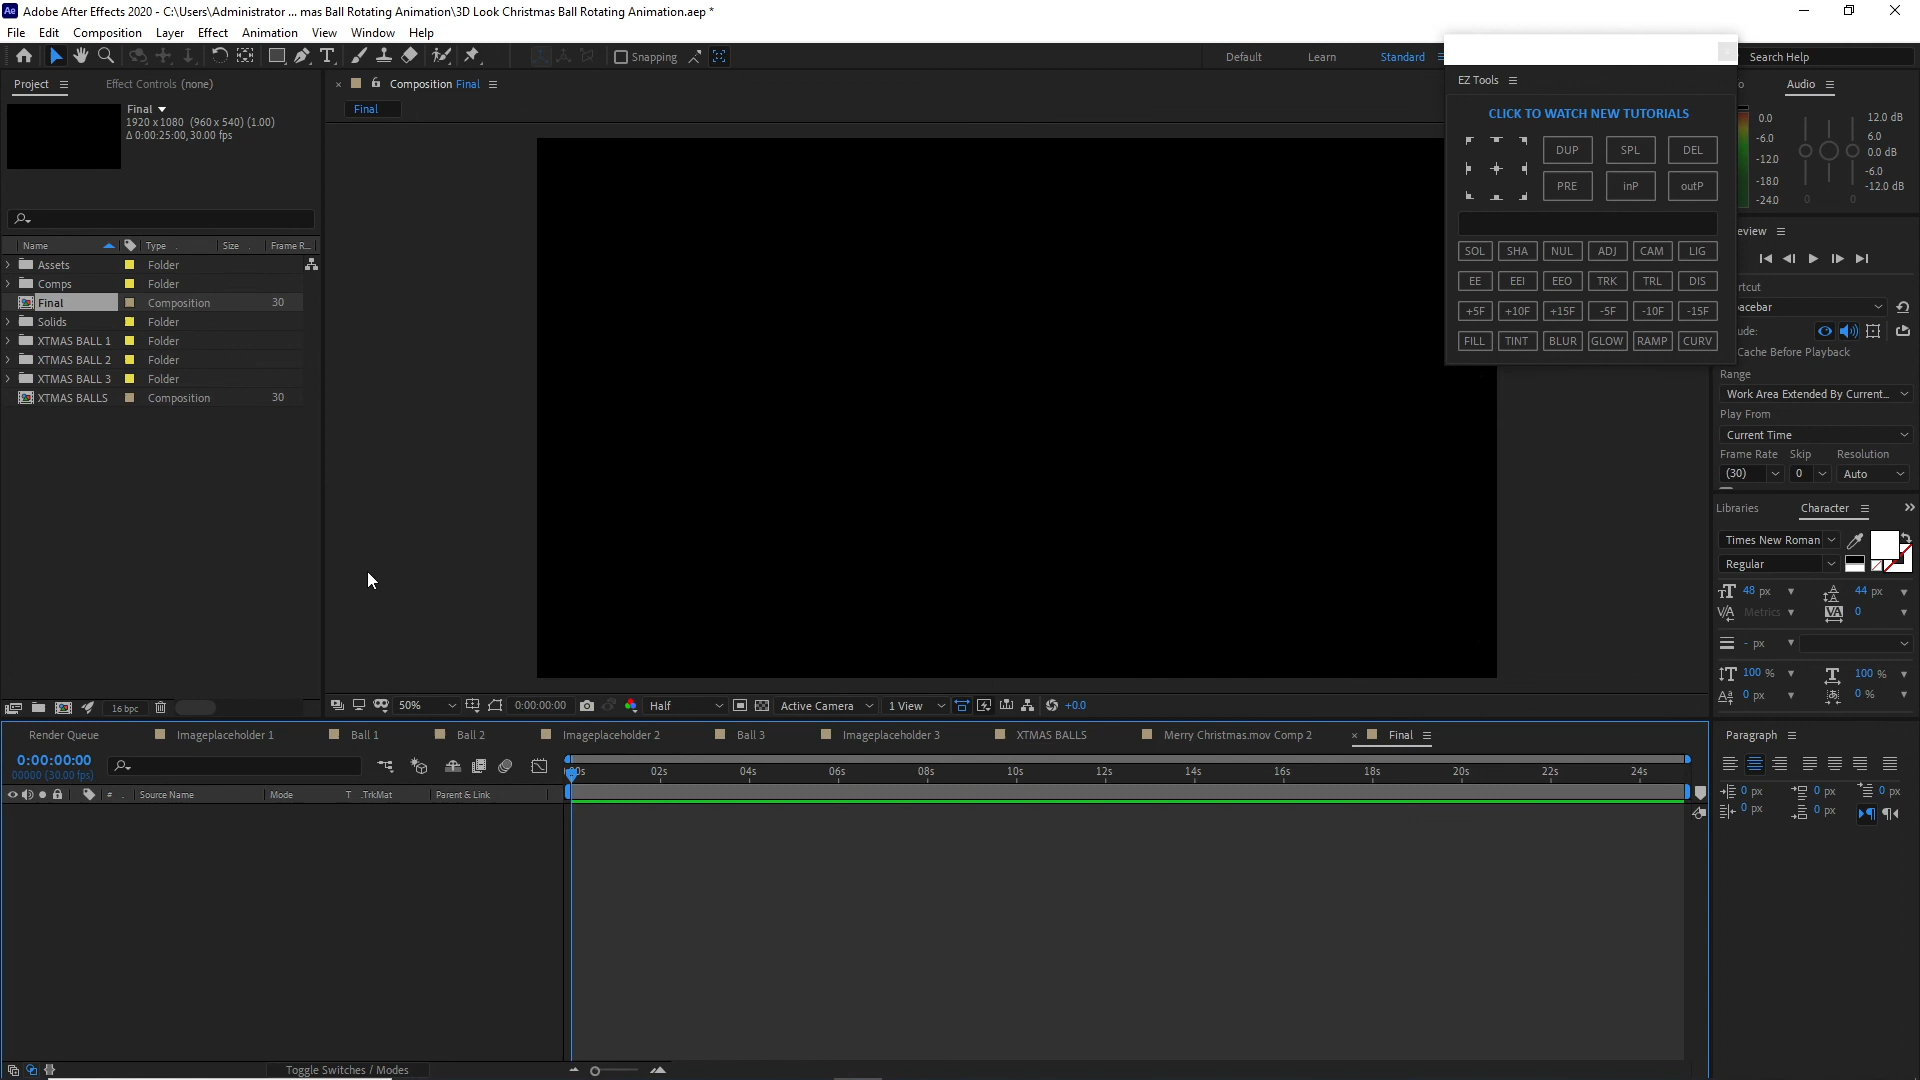 Adobe After Effects 2020 - C:\Users\Administrator ... mas Ball Rotating Animation\3D Look Christmas Ball Rotating Animation.aep *
File Edit Composition Layer Effect Animation View Window Help
Snapping Default Learn Standard Search Help
Project Effect Controls (none) Composition Final Audio
EZ Tools
Final
1920 x 1080 (960 x 540) (1.00)
Δ 0:00:25:00, 30.00 fps
Final
CLICK TO WATCH NEW TUTORIALS
DUP SPL DEL
PRE inP outP
SOL SHA NUL ADJ CAM LIG
EE EEI EEO TRK TRL DIS
+5F +10F +15F -5F -10F -15F
FILL TINT BLUR GLOW RAMP CURV
0.0 12.0 dB
-6.0 6.0
-12.0 0.0 dB
-18.0 -6.0
-24.0 -12.0 dB
0 0
Name Type Size Frame R...
Assets Folder
Comps Folder
Final Composition 30
Solids Folder
XTMAS BALL 1 Folder
XTMAS BALL 2 Folder
XTMAS BALL 3 Folder
XTMAS BALLS Composition 30
eview
rtcut
pacebar
ude:
Cache Before Playback
Range
Work Area Extended By Current...
Play From
Current Time
Frame Rate Skip Resolution
(30) 0 Auto
Libraries Character
Times New Roman
Regular
48 px 44 px
Metrics 0
- px
100 % 100 %
0 px 0 %
16 bpc
50% 0:00:00:00 Half Active Camera 1 View +0.0
Render Queue Imageplaceholder 1 Ball 1 Ball 2 Imageplaceholder 2 Ball 3 Imageplaceholder 3 XTMAS BALLS Merry Christmas.mov Comp 2 Final
Paragraph
0:00:00:00
00000 (30.00 fps)
:00s 02s 04s 06s 08s 10s 12s 14s 16s 18s 20s 22s 24s
# Source Name Mode T .TrkMat Parent & Link
0 px 0 px 0 px
0 px 0 px
Toggle Switches / Modes